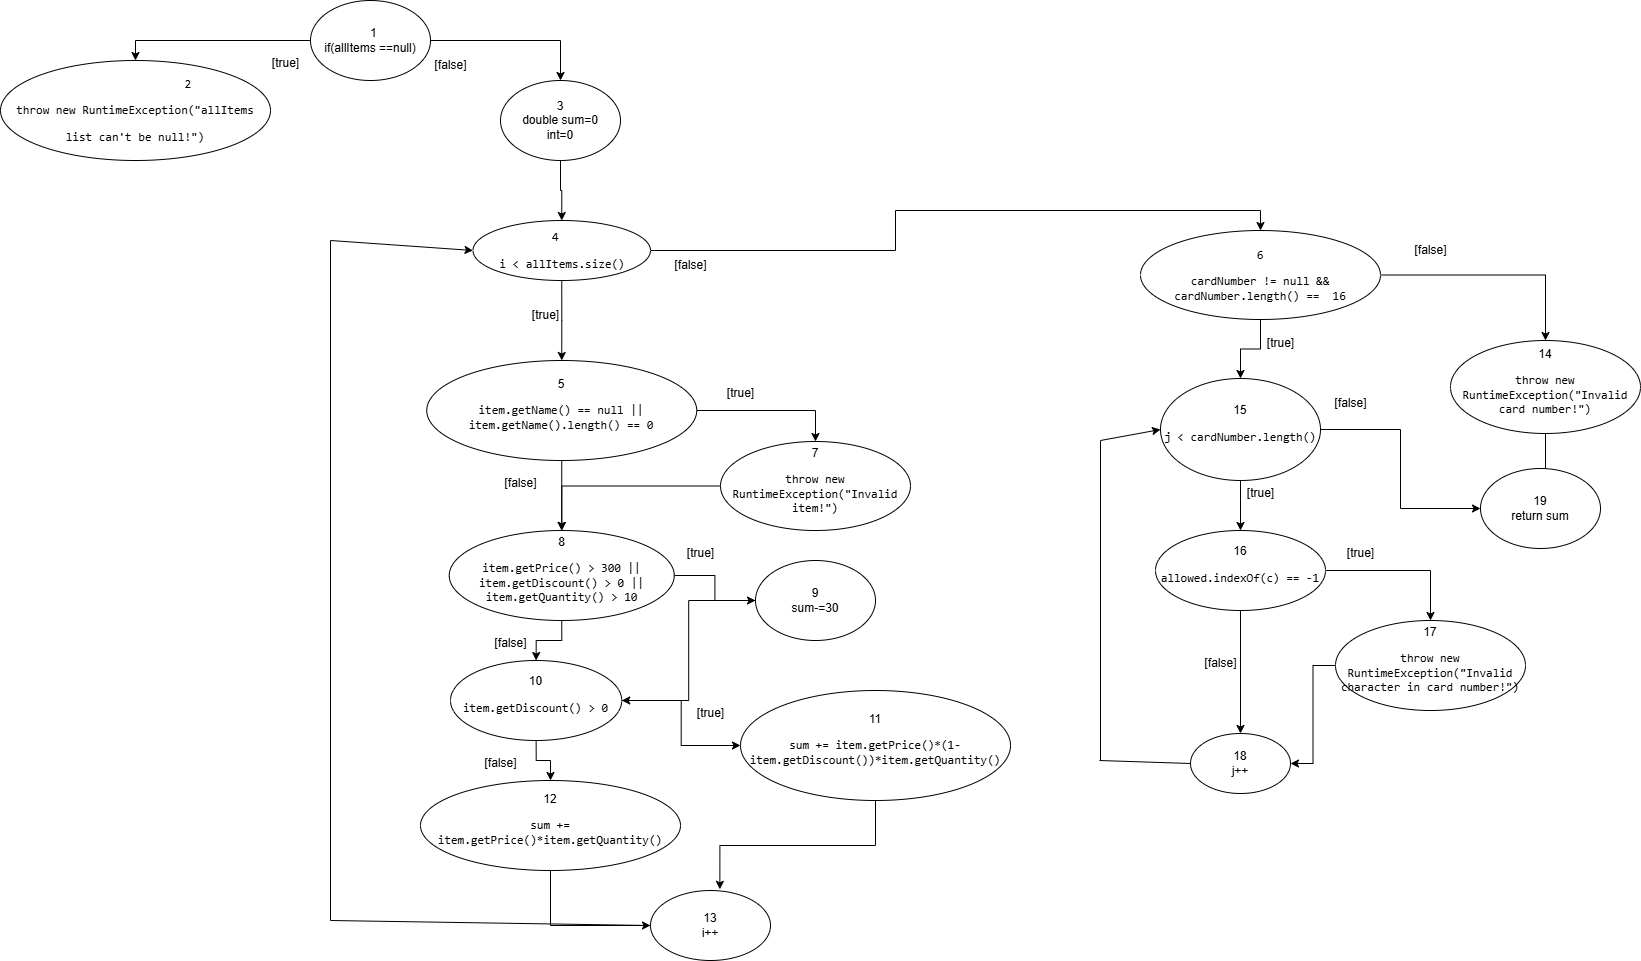 1
if(allItems ==null)
[true]
[false]
2
throw new RuntimeException("allItems
list can't be null!")
3
double sum=0
int=0
4
i < allItems.size()
[false]
[true]
5
item.getName() == null ||
item.getName().length() == 0
[true]
[false]
7
throw new
RuntimeException("Invalid
item!")
8
item.getPrice() > 300 ||
item.getDiscount() > 0 ||
item.getQuantity() > 10
[true]
[false]
9
sum-=30
10
item.getDiscount() > 0
[true]
[false]
11
sum += item.getPrice()*(1-
item.getDiscount())*item.getQuantity()
12
sum +=
item.getPrice()*item.getQuantity()
13
i++
6
cardNumber != null &&
cardNumber.length() ==  16
[false]
[true]
14
throw new
RuntimeException("Invalid
card number!")
15
j < cardNumber.length()
[false]
[true]
19
return sum
16
allowed.indexOf(c) == -1
[true]
[false]
17
throw new
RuntimeException("Invalid
character in card number!")
18
j++